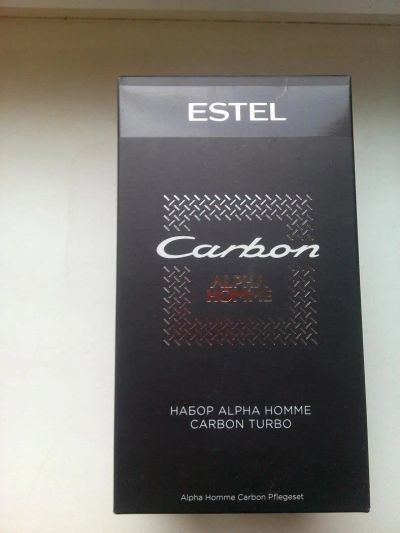 ESTEL
Carbon
ALPHA
HOMME
НАБОР ALPHA HOMME
CARBON TURBO
Alpha Homme Carbon Pflegeset